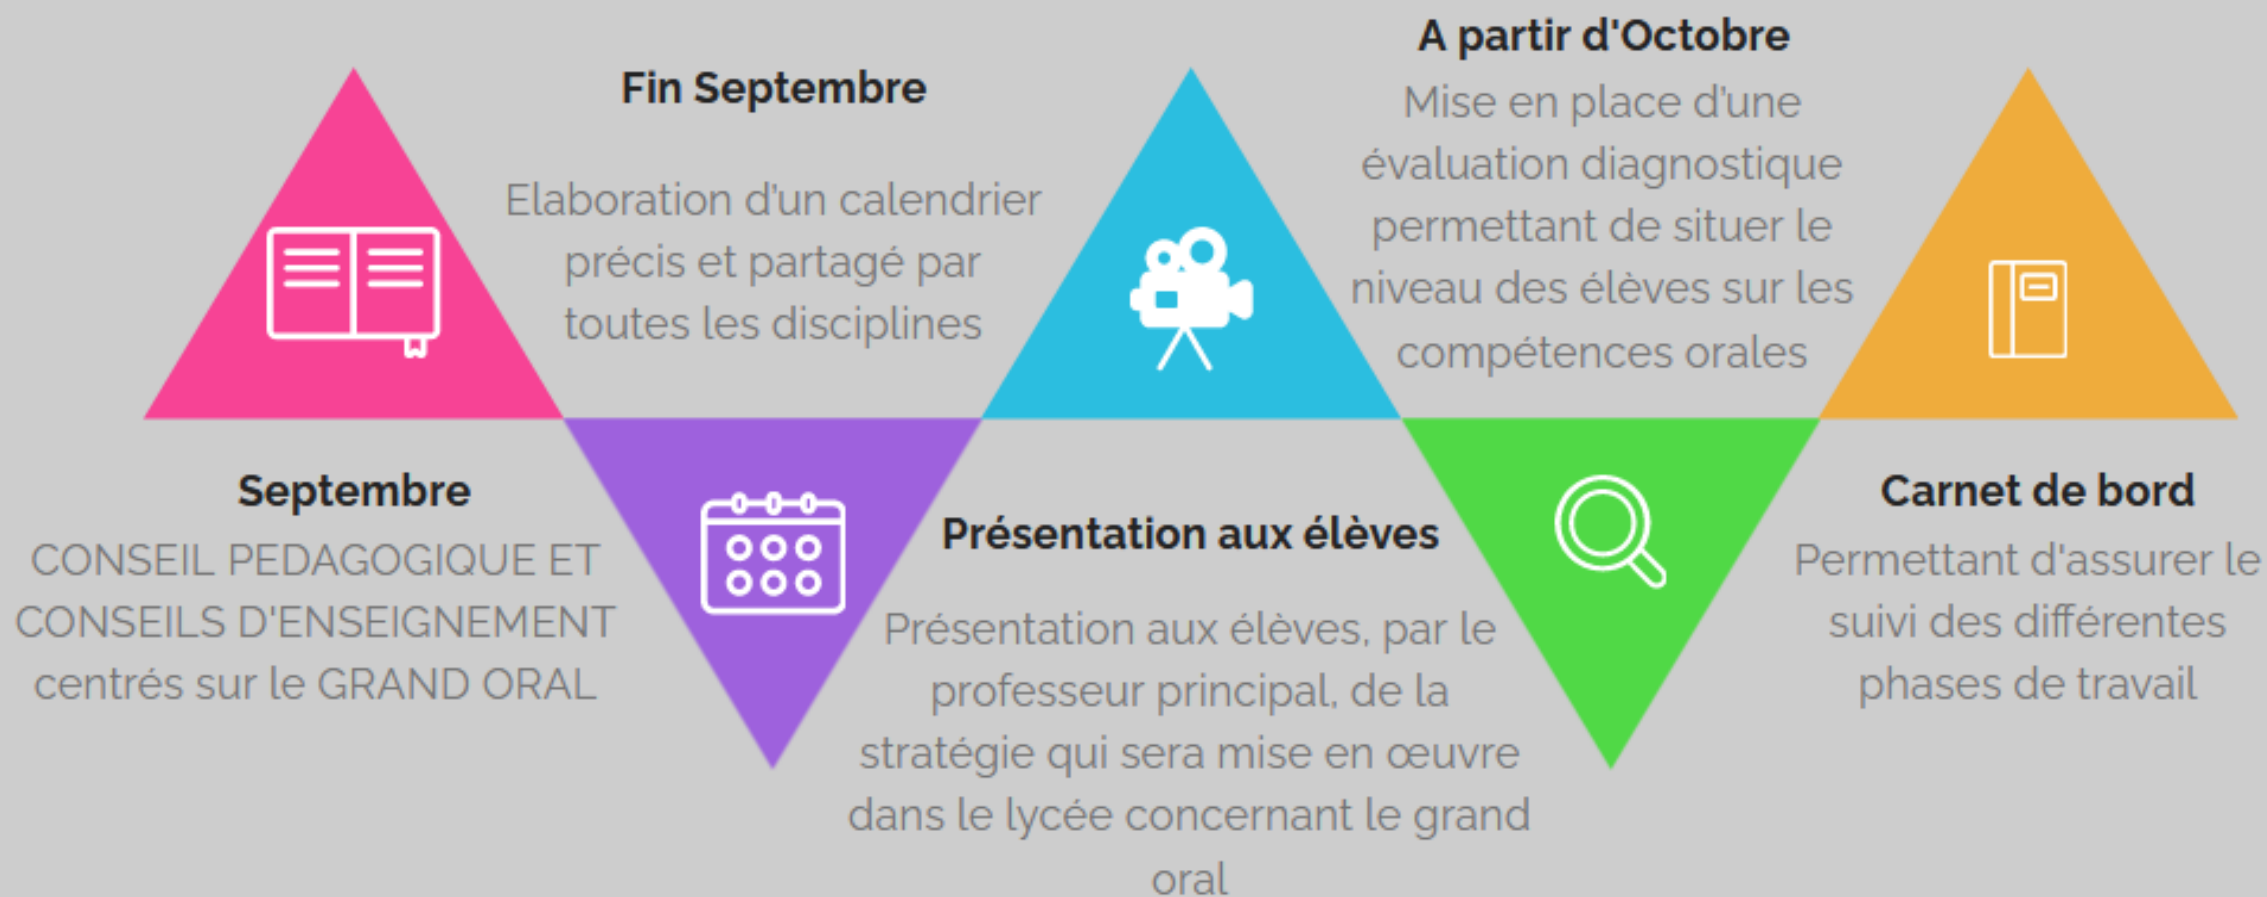 Septembre
CONSEIL PEDAGOGIQUE ET
CONSEILS D'ENSEIGNEMENT
centrés sur le GRAND ORAL
Fin Septembre
Elaboration d'un calendrier
précis et partagé par
toutes les disciplines
Présentation aux élèves
Présentation aux élèves, par le
professeur principal, de la
stratégie qui sera mise en œuvre
dans le lycée concernant le grand
oral
A partir d'Octobre
Mise en place d'une
évaluation diagnostique
permettant de situer le
niveau des élèves sur les
compétences orales
Carnet de bord
Permettant d'assurer le
suivi des différentes
phases de travail